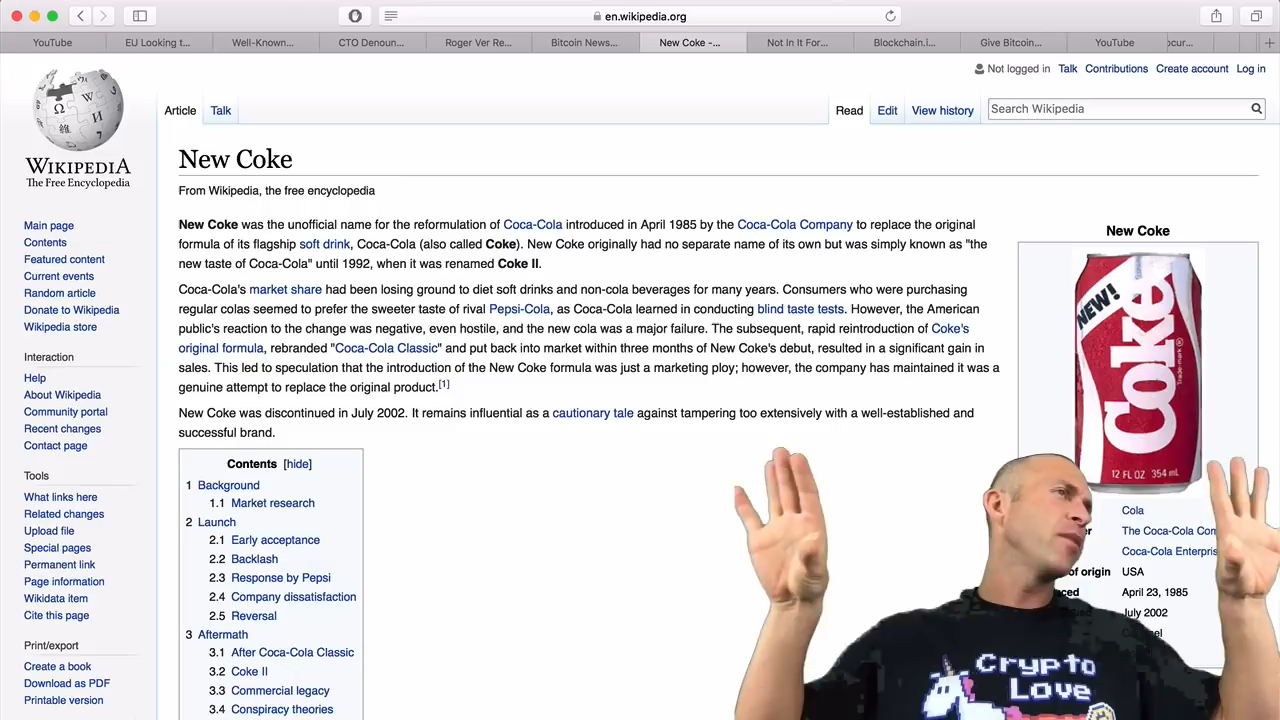 en.wikipedia.org
YouTube
EU Looking t...
Well-Known...
CTO Denoun...
Roger Ver Re...
Bitcoin News...
New Coke -...
Not In It For...
Blockchain.i...
Give Bitcoin...
YouTube
ocur...
Not logged in Talk Contributions Create account Log in
Article Talk
Read Edit View history
Search Wikipedia
WIKIPEDIA
The Free Encyclopedia
Main page
Contents
Featured content
Current events
Random article
Donate to Wikipedia
Wikipedia store
Interaction
Help
About Wikipedia
Community portal
Recent changes
Contact page
Tools
What links here
Related changes
Upload file
Special pages
Permanent link
Page information
Wikidata item
Cite this page
Print/export
Create a book
Download as PDF
Printable version
New Coke
From Wikipedia, the free encyclopedia
New Coke was the unofficial name for the reformulation of Coca-Cola introduced in April 1985 by the Coca-Cola Company to replace the original
formula of its flagship soft drink, Coca-Cola (also called Coke). New Coke originally had no separate name of its own but was simply known as "the
new taste of Coca-Cola" until 1992, when it was renamed Coke II.
Coca-Cola's market share had been losing ground to diet soft drinks and non-cola beverages for many years. Consumers who were purchasing
regular colas seemed to prefer the sweeter taste of rival Pepsi-Cola, as Coca-Cola learned in conducting blind taste tests. However, the American
public's reaction to the change was negative, even hostile, and the new cola was a major failure. The subsequent, rapid reintroduction of Coke's
original formula, rebranded "Coca-Cola Classic" and put back into market within three months of New Coke's debut, resulted in a significant gain in
sales. This led to speculation that the introduction of the New Coke formula was just a marketing ploy; however, the company has maintained it was a
genuine attempt to replace the original product.[1]
New Coke was discontinued in July 2002. It remains influential as a cautionary tale against tampering too extensively with a well-established and
successful brand.
Contents [hide]
1 Background
1.1 Market research
2 Launch
2.1 Early acceptance
2.2 Backlash
2.3 Response by Pepsi
2.4 Company dissatisfaction
2.5 Reversal
3 Aftermath
3.1 After Coca-Cola Classic
3.2 Coke II
3.3 Commercial legacy
3.4 Conspiracy theories
New Coke
NEW!
Coke
Trade-mark ®
12 FL OZ 354 mL
Cola
The Coca-Cola Com
Coca-Cola Enterpris
of origin USA
April 23, 1985
July 2002
Crypto
Love